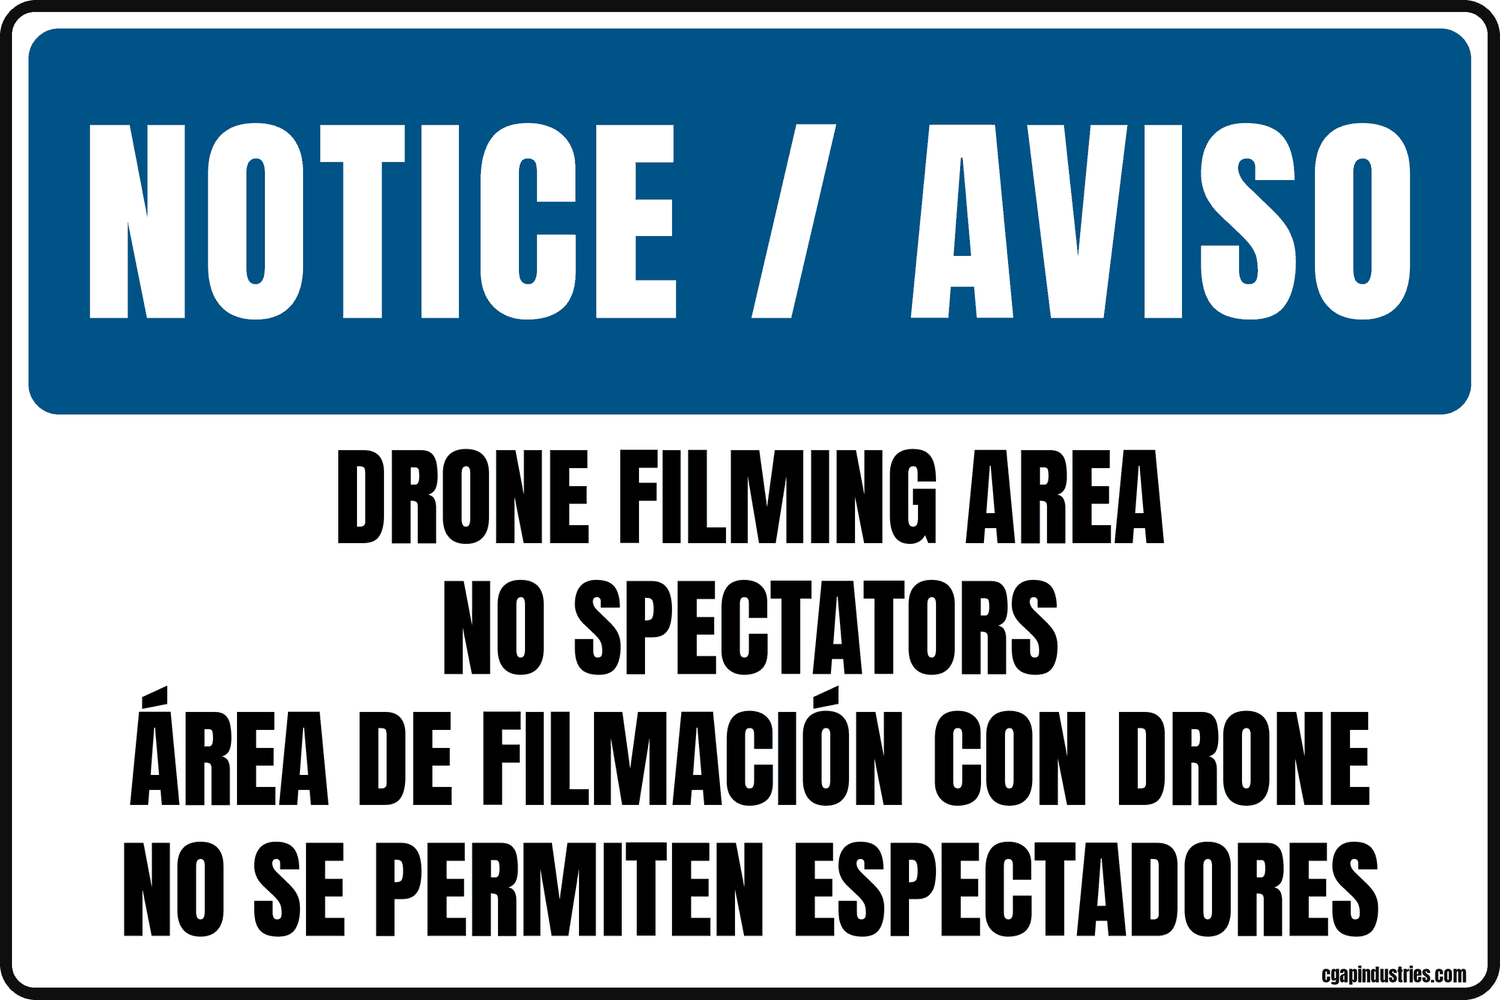 NOTICE / AVISO
DRONE FILMING AREA
NO SPECTATORS
ÁREA DE FILMACIÓN CON DRONE
NO SE PERMITEN ESPECTADORES
cgapindustries.com